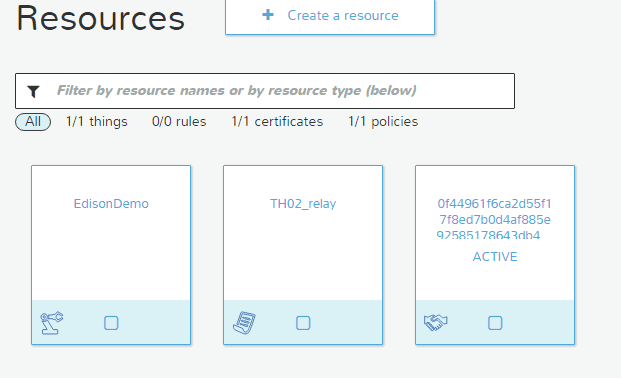 Resources
+ Create a resource
Filter by resource names or by resource type (below)
All 1/1 things 0/0 rules 1/1 certificates 1/1 policies
EdisonDemo
TH02_relay
0f44961f6ca2d55f1
7f8ed7b0d4af885e
92585178643db4
ACTIVE